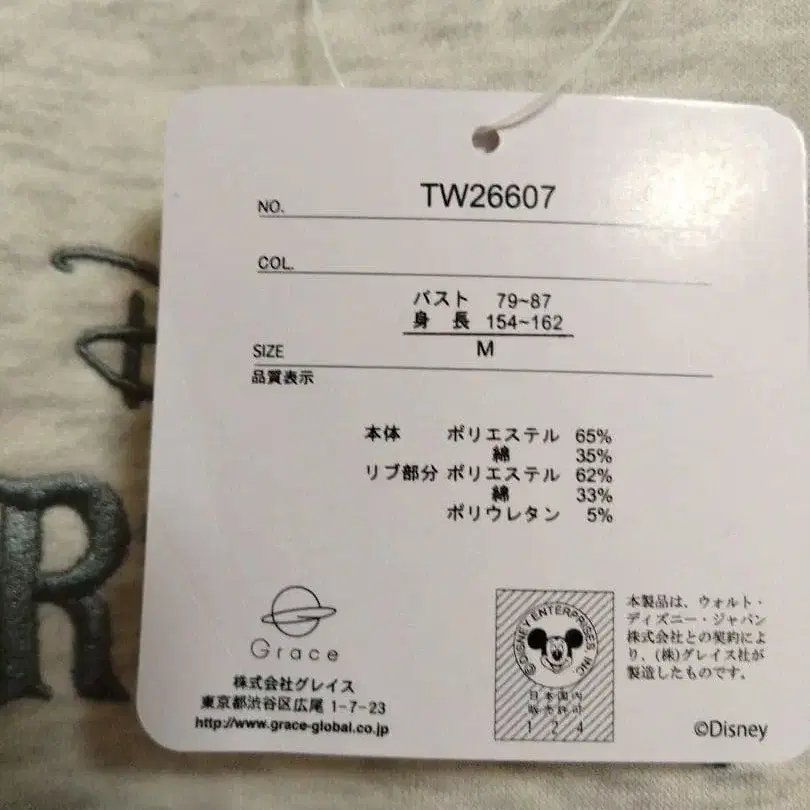 NO. TW26607
COL.
バスト 79~87
身 長 154~162
SIZE M
品質表示
本体 ポリエステル 65%
綿 35%
リブ部分 ポリエステル 62%
綿 33%
ポリウレタン 5%
Grace
株式会社グレイス
東京都渋谷区広尾 1-7-23
http://www.grace-global.co.jp
©DISNEY ENTERPRISES, INC.
日本国内
販売許可
124
本製品は、ウォルト・
ディズニー・ジャパン
株式会社との契約によ
り、(株)グレイス社が
製造したものです。
©Disney
R